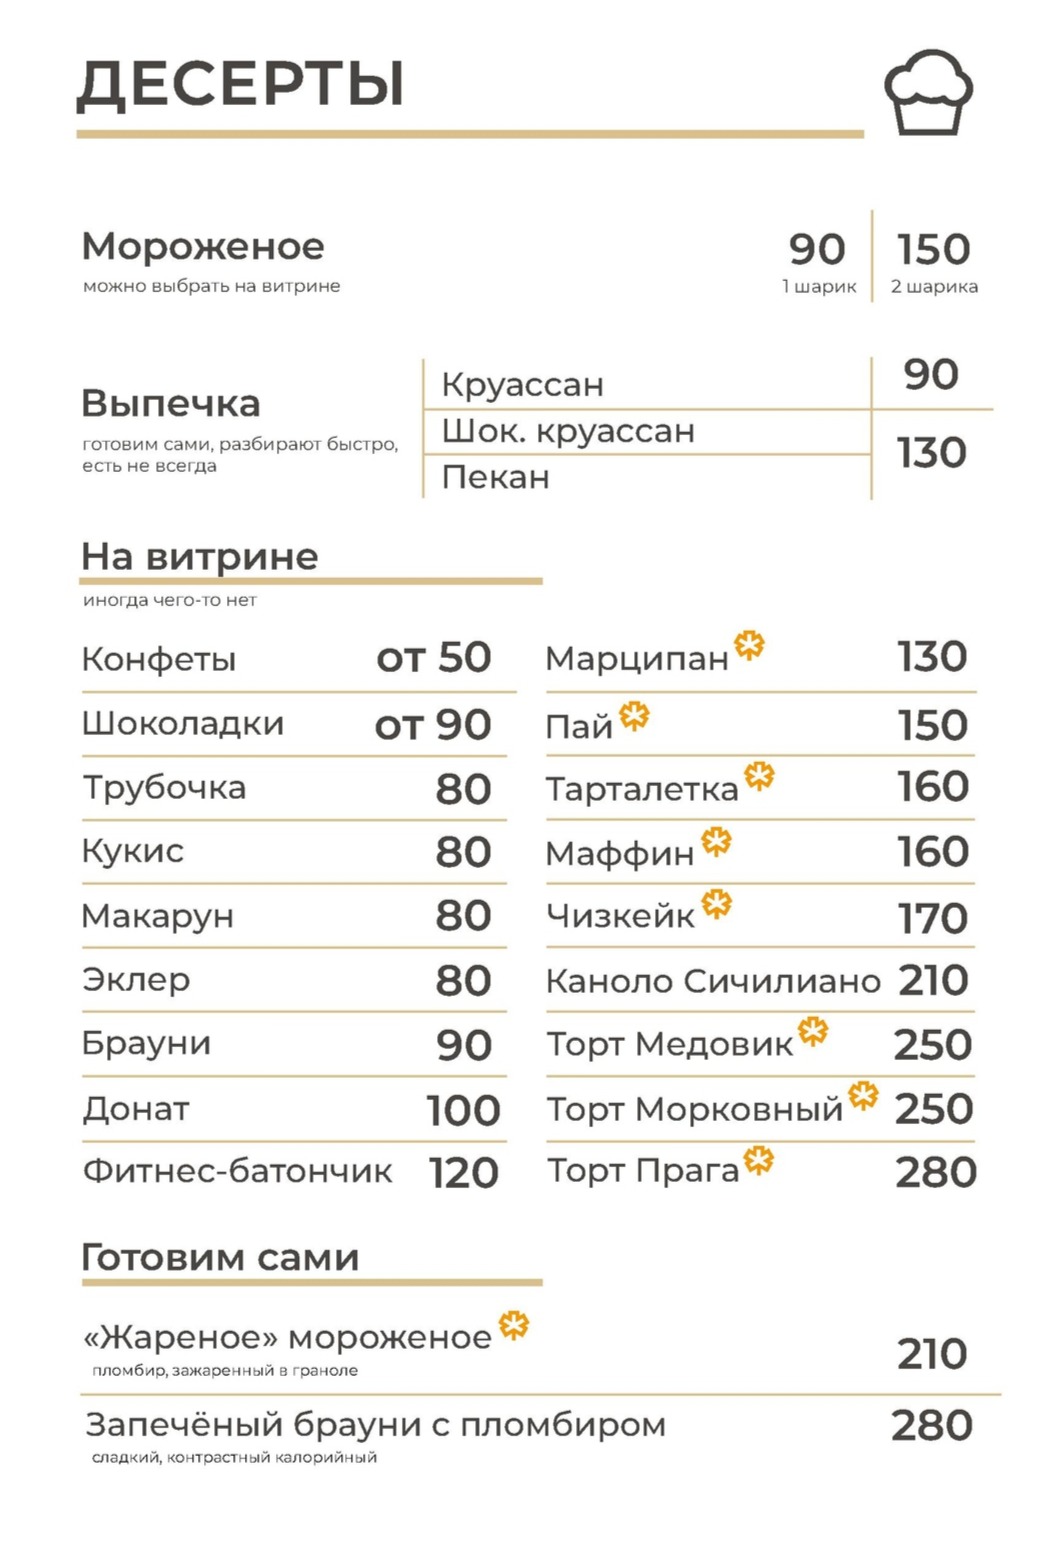 ДЕСЕРТЫ
Мороженое 90 150
можно выбрать на витрине 1 шарик 2 шарика
Выпечка
готовим сами, разбирают быстро,
есть не всегда
Круассан 90
Шок. круассан 130
Пекан
На витрине
иногда чего-то нет
Конфеты от 50
Шоколадки от 90
Трубочка 80
Кукис 80
Макарун 80
Эклер 80
Брауни 90
Донат 100
Фитнес-батончик 120
Марципан 130
Пай 150
Тарталетка 160
Маффин 160
Чизкейк 170
Каноло Сичилиано 210
Торт Медовик 250
Торт Морковный 250
Торт Прага 280
Готовим сами
«Жареное» мороженое 210
пломбир, зажаренный в граноле
Запечёный брауни с пломбиром 280
сладкий, контрастный калорийный